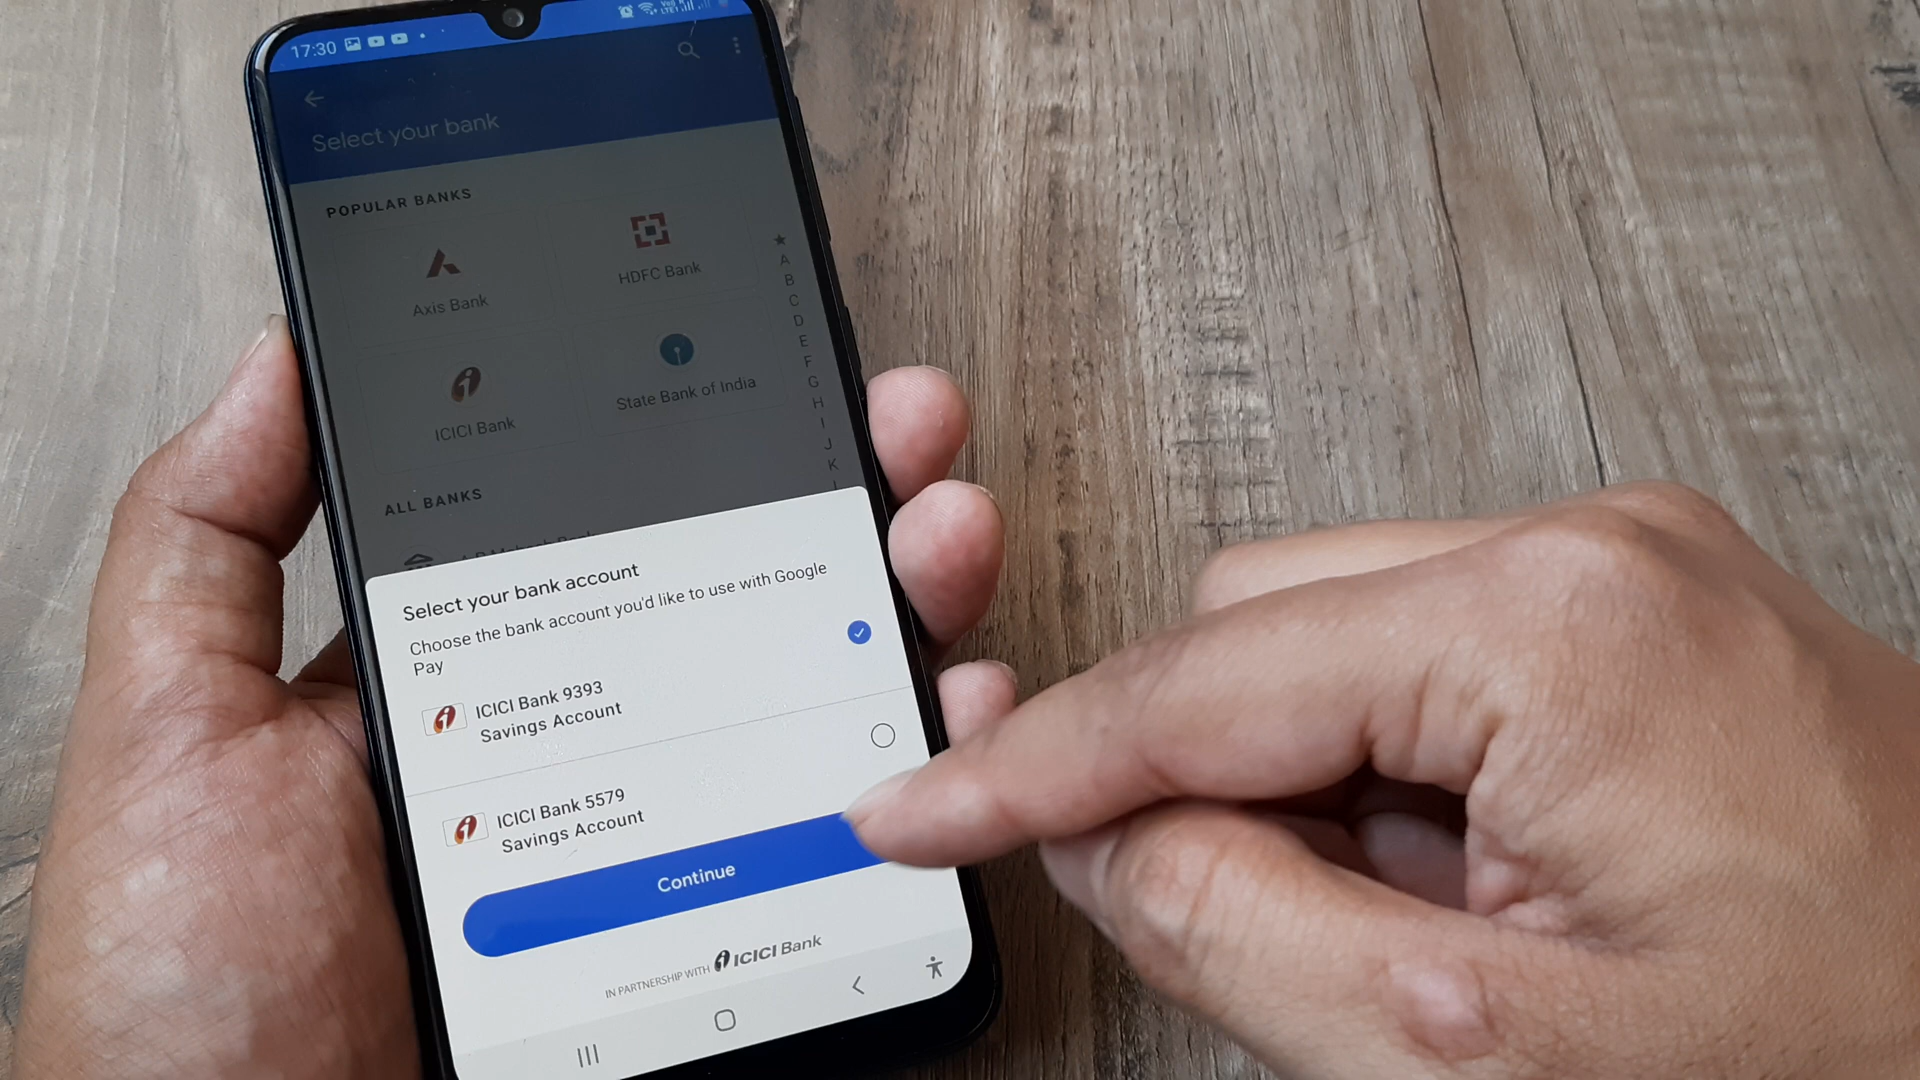 17:30
Select your bank
POPULAR BANKS
Axis Bank
HDFC Bank
ICICI Bank
State Bank of India
A
B
C
D
E
F
G
H
I
J
K
ALL BANKS
Select your bank account
Choose the bank account you'd like to use with Google
Pay
ICICI Bank 9393
Savings Account
ICICI Bank 5579
Savings Account
Continue
IN PARTNERSHIP WITH ICICI Bank